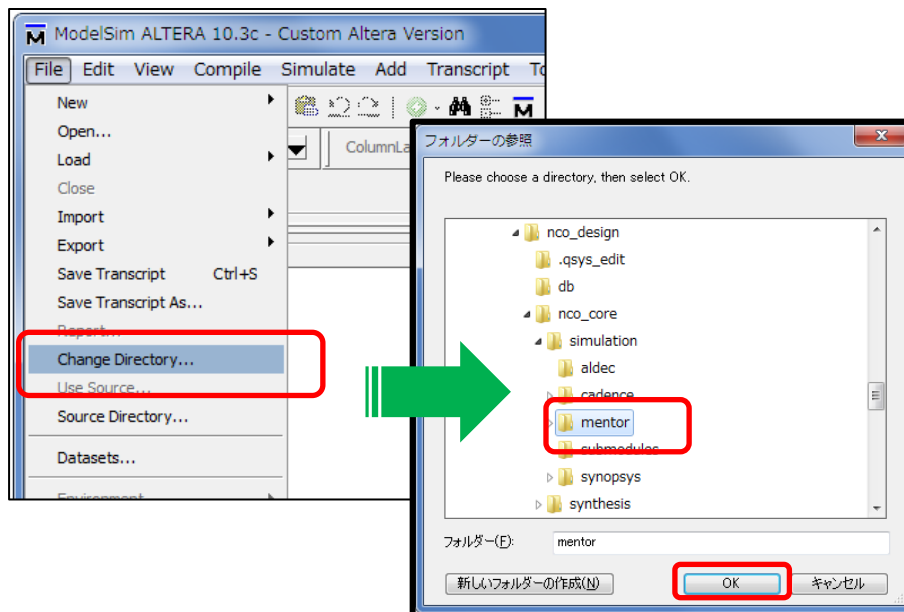 ModelSim ALTERA 10.3c - Custom Altera Version
File Edit View Compile Simulate Add Transcript
New
Open...
Load
ColumnLa
Close
Import
Export
Save Transcript Ctrl+S
Save Transcript As...
Report...
Change Directory...
Use Source...
Source Directory...
Datasets...
Environment
フォルダーの参照
Please choose a directory, then select OK.
nco_design
.qsys_edit
db
nco_core
simulation
aldec
cadence
mentor
submodules
synopsys
synthesis
フォルダー(F): mentor
新しいフォルダーの作成(N) OK キャンセル